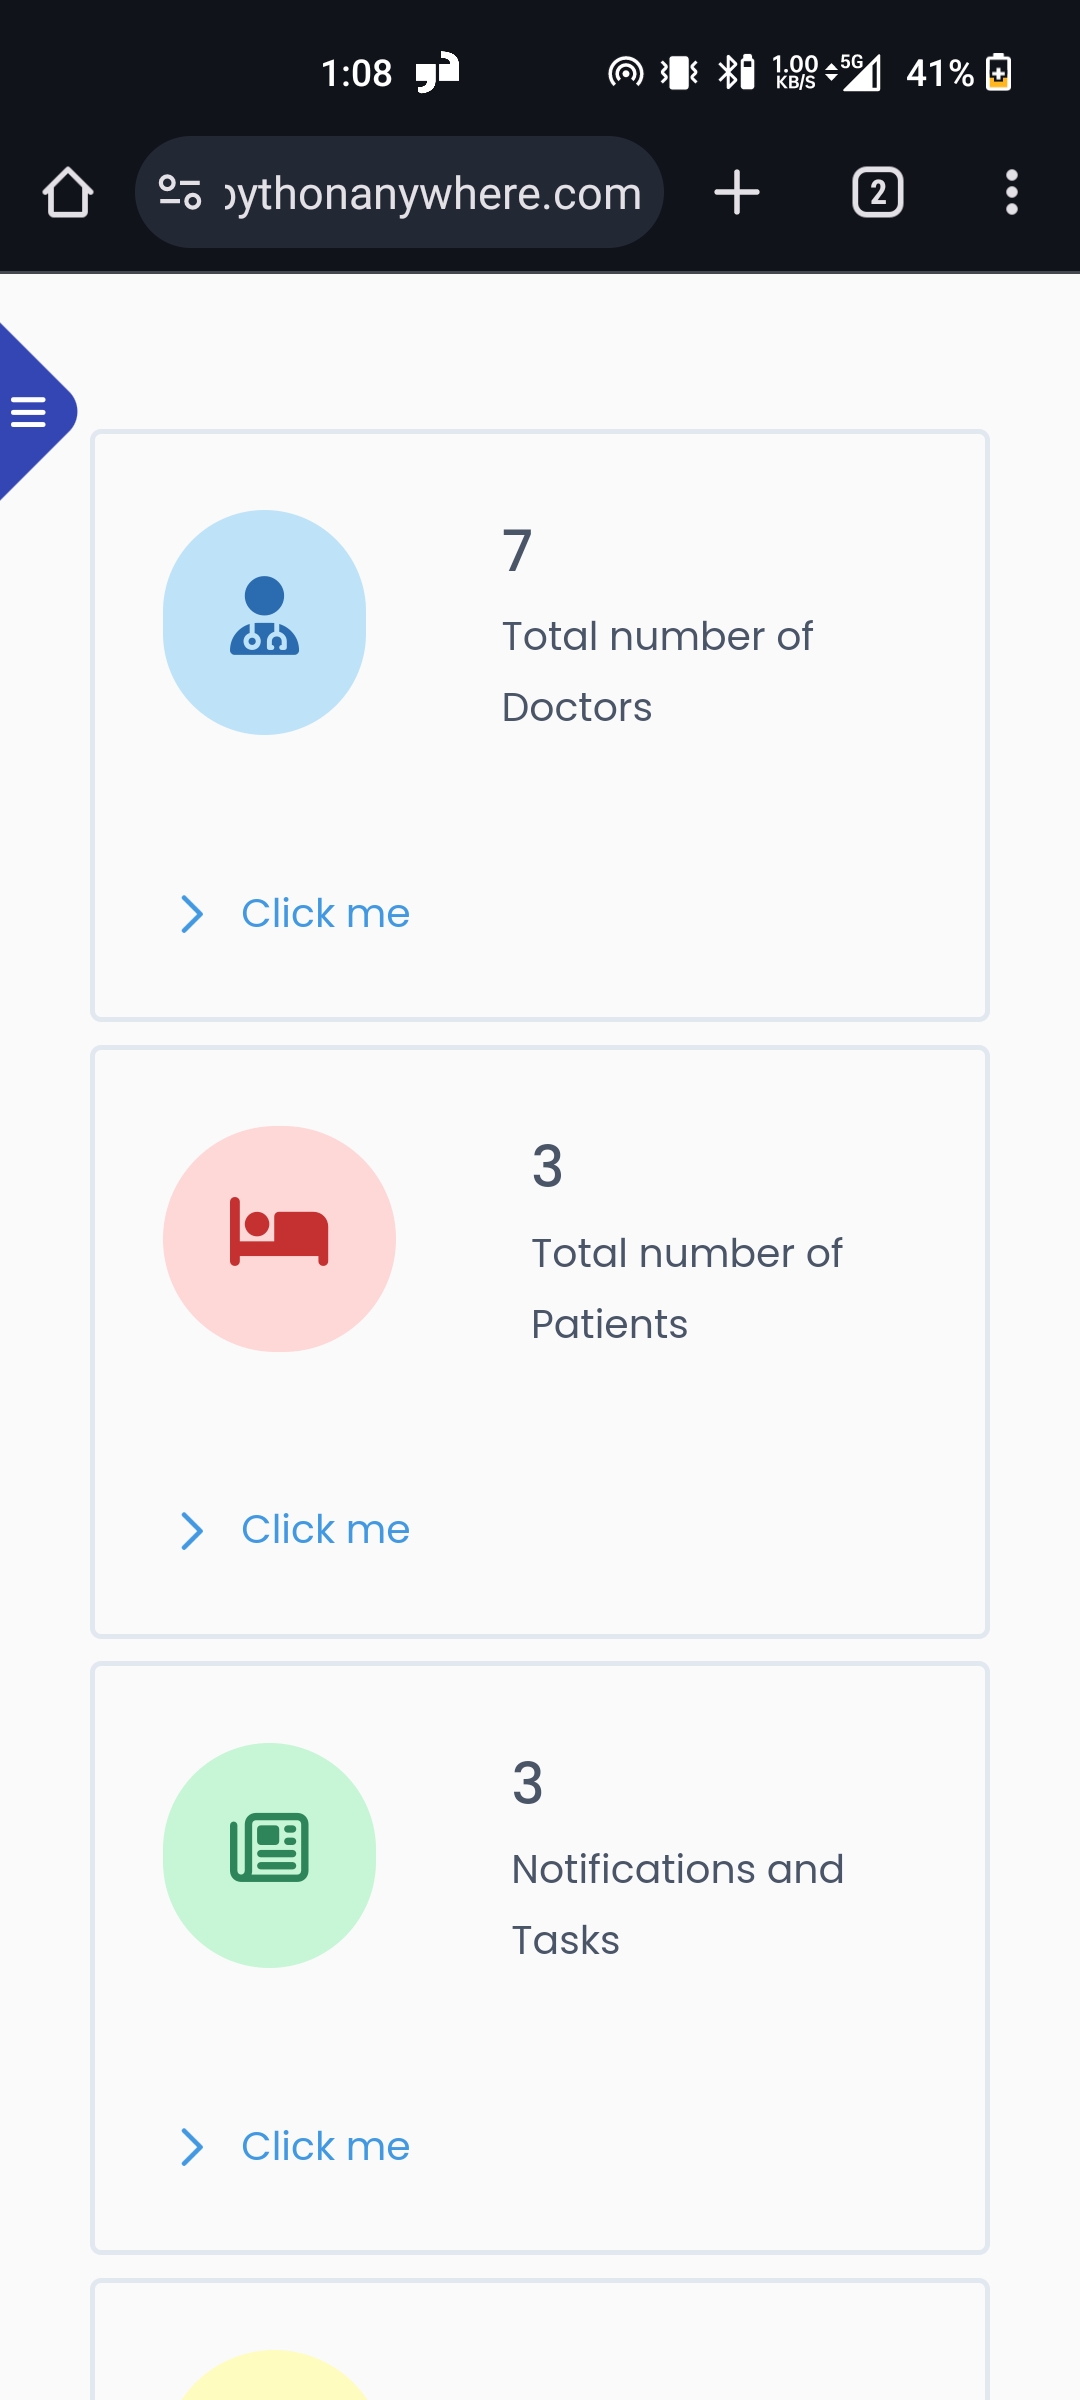 1:08 1.00 KB/S 5G 41%
pythonanywhere.com 2
7
Total number of
Doctors
Click me
3
Total number of
Patients
Click me
3
Notifications and
Tasks
Click me